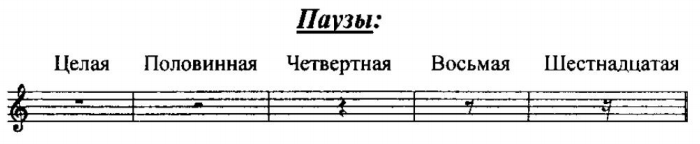 Паузы:
Целая Половинная Четвертная Восьмая Шестнадцатая